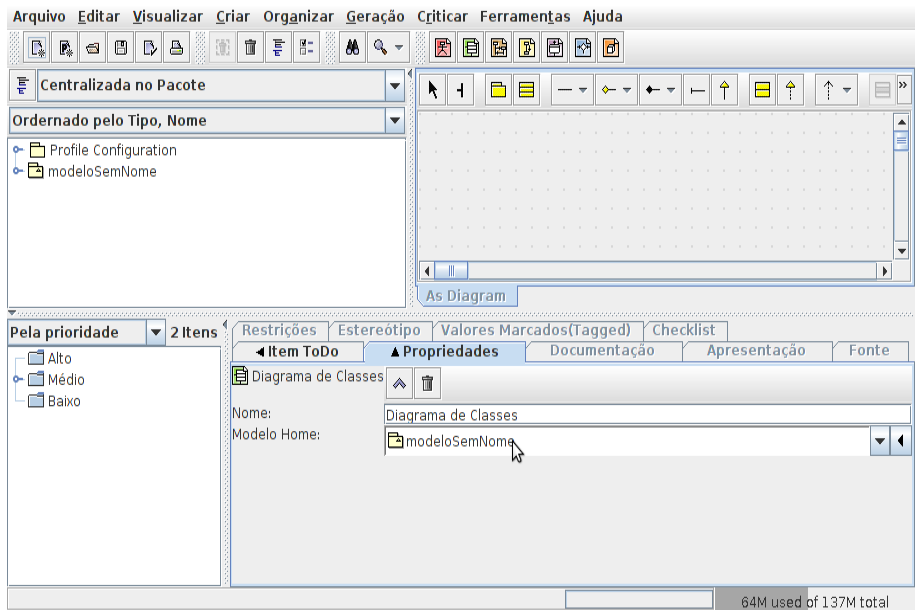 Arquivo Editar Visualizar Criar Organizar Geração Criticar Ferramentas Ajuda
Centralizada no Pacote
Ordernado pelo Tipo, Nome
Profile Configuration
modeloSemNome
As Diagram
Pela prioridade 2 Itens
Alto
Médio
Baixo
Restrições Estereótipo Valores Marcados(Tagged) Checklist
Item ToDo Propriedades Documentação Apresentação Fonte
Diagrama de Classes
Nome: Diagrama de Classes
Modelo Home: modeloSemNome
64M used of 137M total